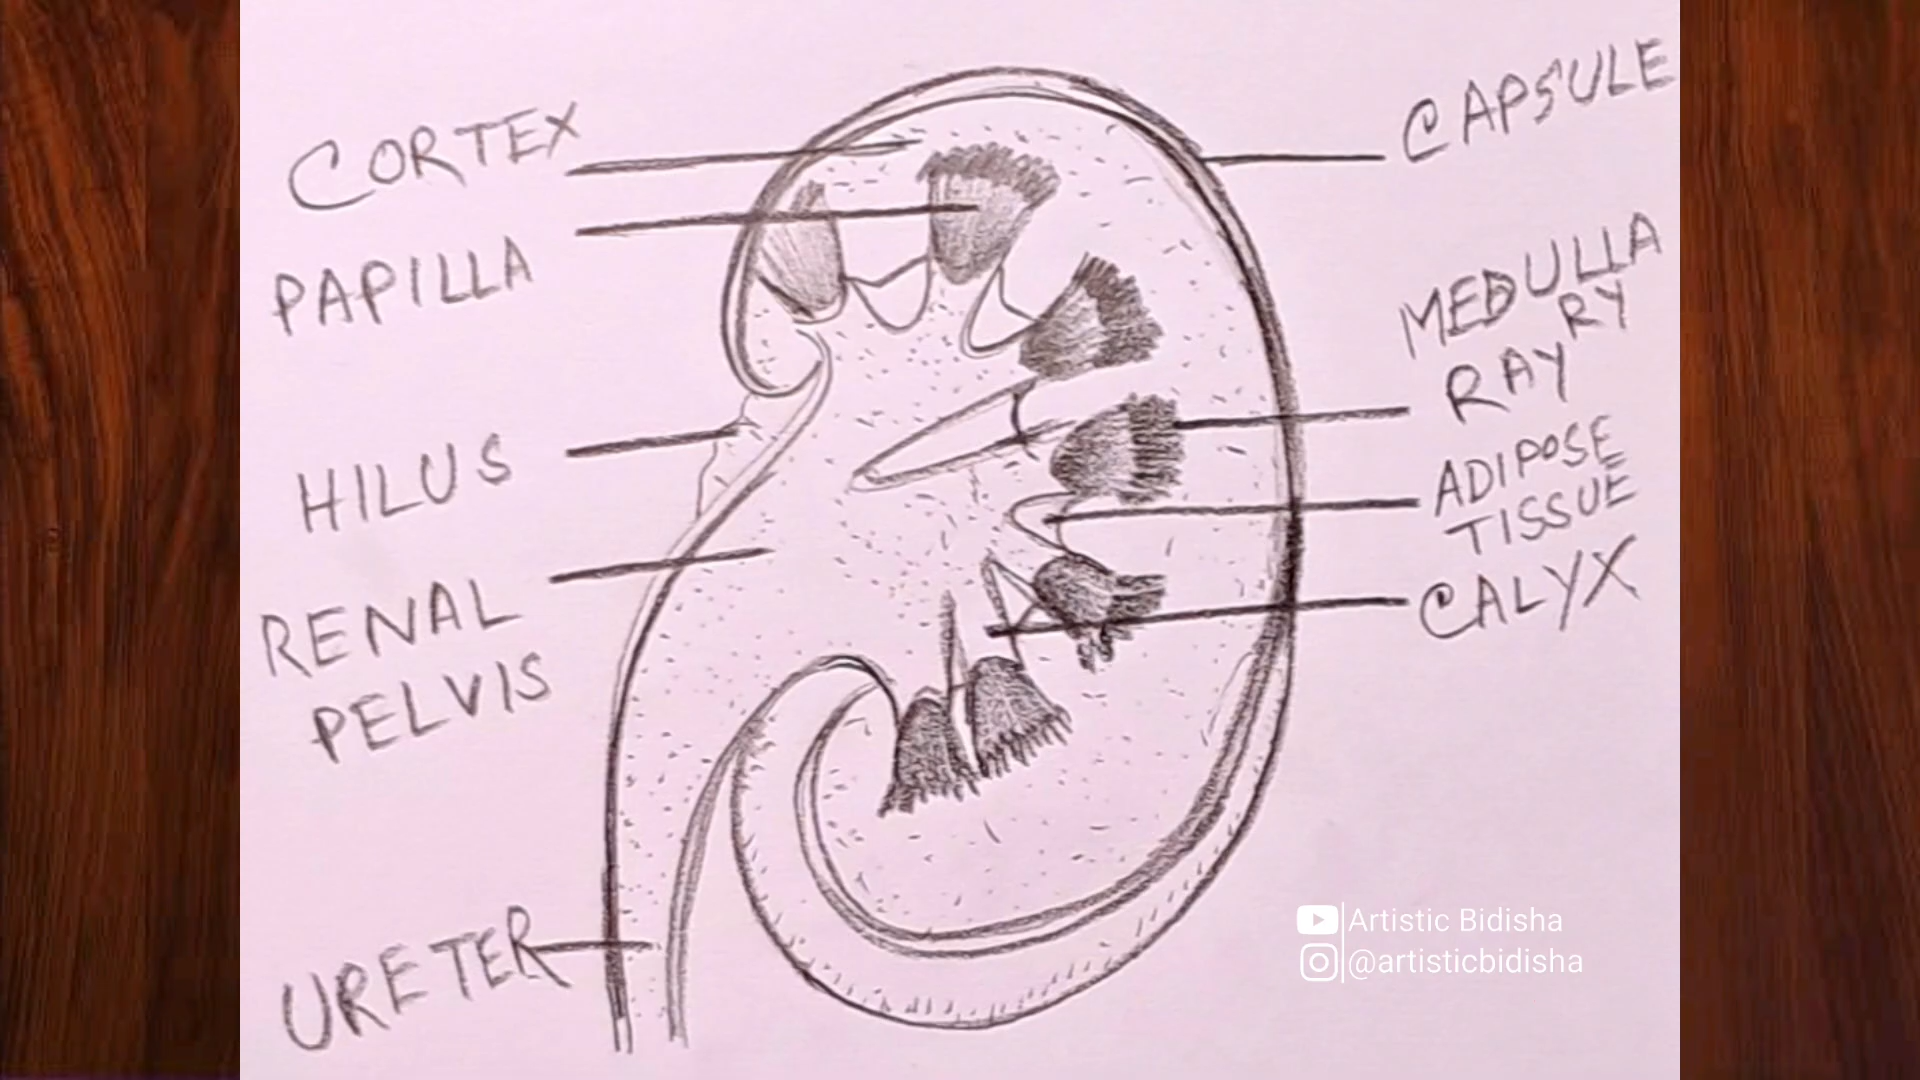 CORTEX
PAPILLA
HILUS
RENAL
PELVIS
URETER
CAPSULE
MEDULLA
RY
RAY
ADIPOSE
TISSUE
CALYX
Artistic Bidisha
@artisticbidisha